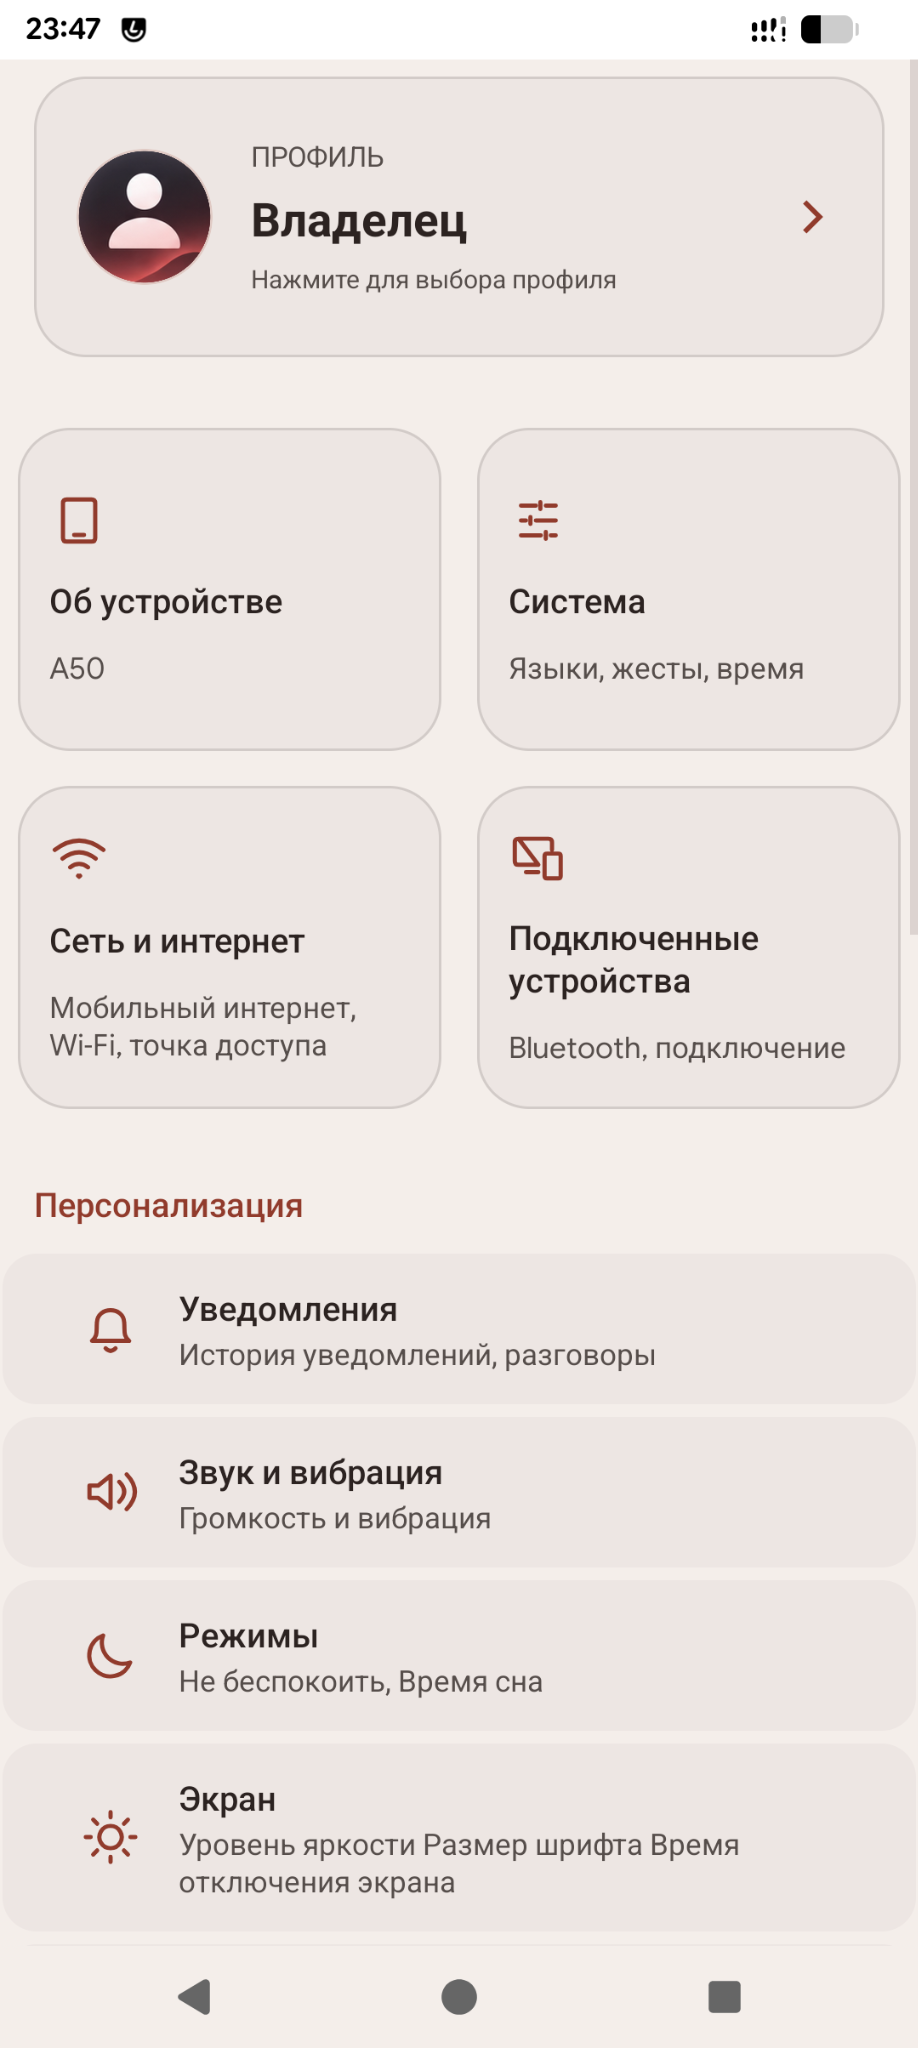 23:47
ПРОФИЛЬ
Владелец
Нажмите для выбора профиля
Об устройстве
A50
Система
Языки, жесты, время
Сеть и интернет
Мобильный интернет,
Wi-Fi, точка доступа
Подключенные
устройства
Bluetooth, подключение
Персонализация
Уведомления
История уведомлений, разговоры
Звук и вибрация
Громкость и вибрация
Режимы
Не беспокоить, Время сна
Экран
Уровень яркости Размер шрифта Время
отключения экрана